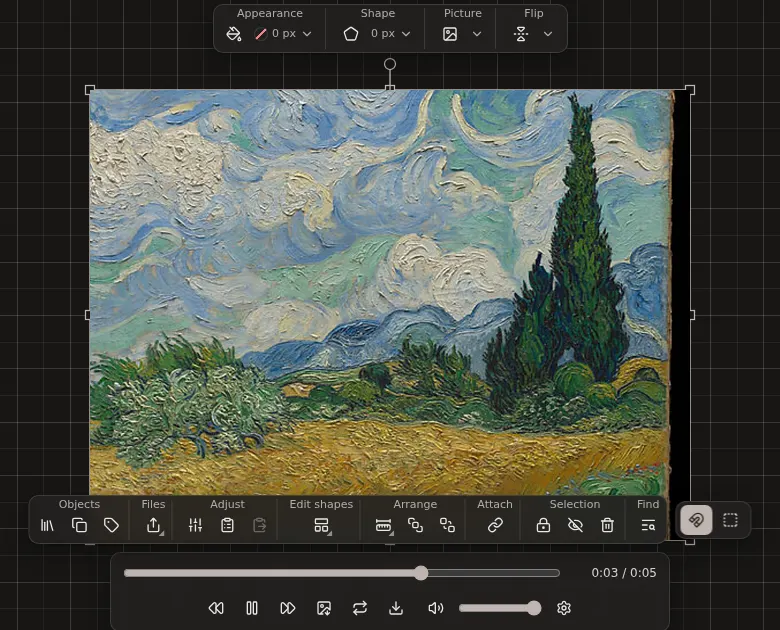 Appearance Shape Picture Flip
0 px 0 px
Objects Files Adjust Edit shapes Arrange Attach Selection Find
0:03 / 0:05